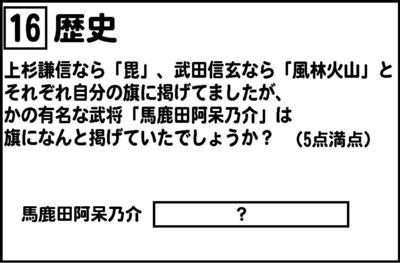 16 歴史
上杉謙信なら「毘」、武田信玄なら「風林火山」と
それぞれ自分の旗に掲げてましたが、
かの有名な武将「馬鹿田阿呆乃介」は
旗になんと掲げていたでしょうか？ （5点満点）
馬鹿田阿呆乃介 ？